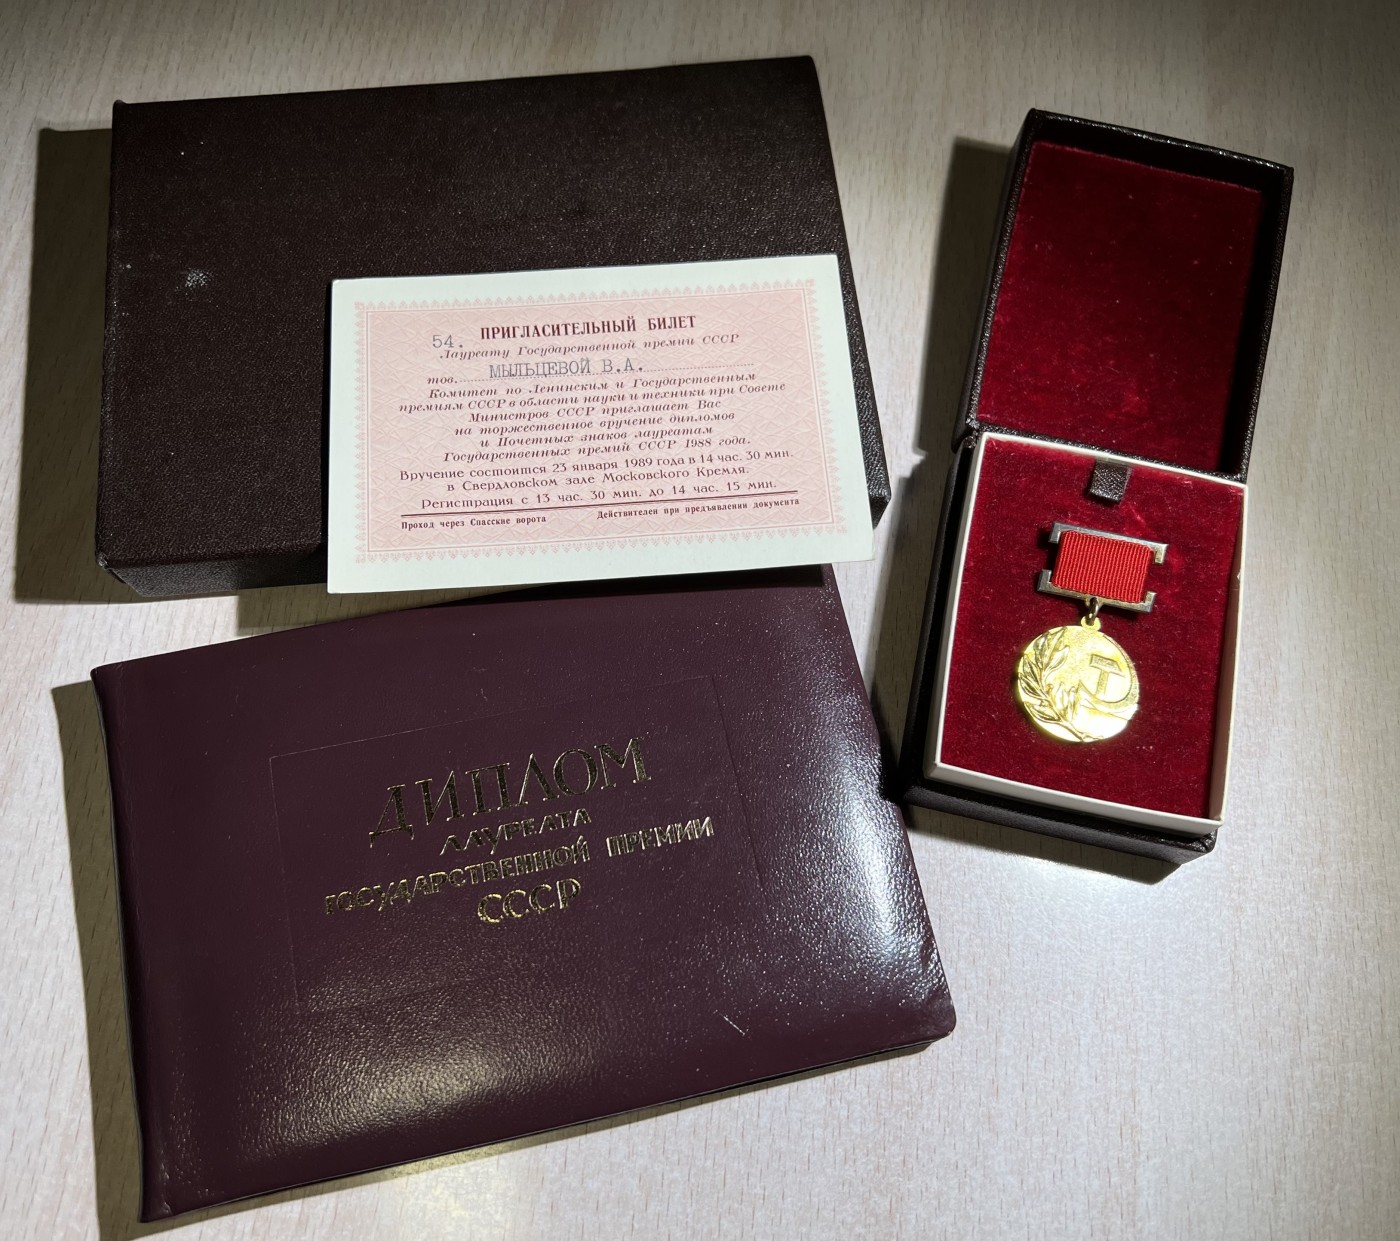 54. ПРИГЛАСИТЕЛЬНЫЙ БИЛЕТ
Лауреату Государственной премии СССР
тов. МЫЛЬЦЕВОЙ В.А.
Комитет по Ленинским и Государственным
премиям СССР в области науки и техники при Совете
Министров СССР приглашает Вас
на торжественное вручение дипломов
и Почетных знаков лауреатам
Государственных премий СССР 1988 года.
Вручение состоится 23 января 1989 года в 14 час. 30 мин.
в Свердловском зале Московского Кремля.
Регистрация с 13 час. 30 мин. до 14 час. 15 мин.
Проход через Спасские ворота Действителен при предъявлении документа
ДИПЛОМ
ЛАУРЕАТА
ГОСУДАРСТВЕННОЙ ПРЕМИИ
СССР